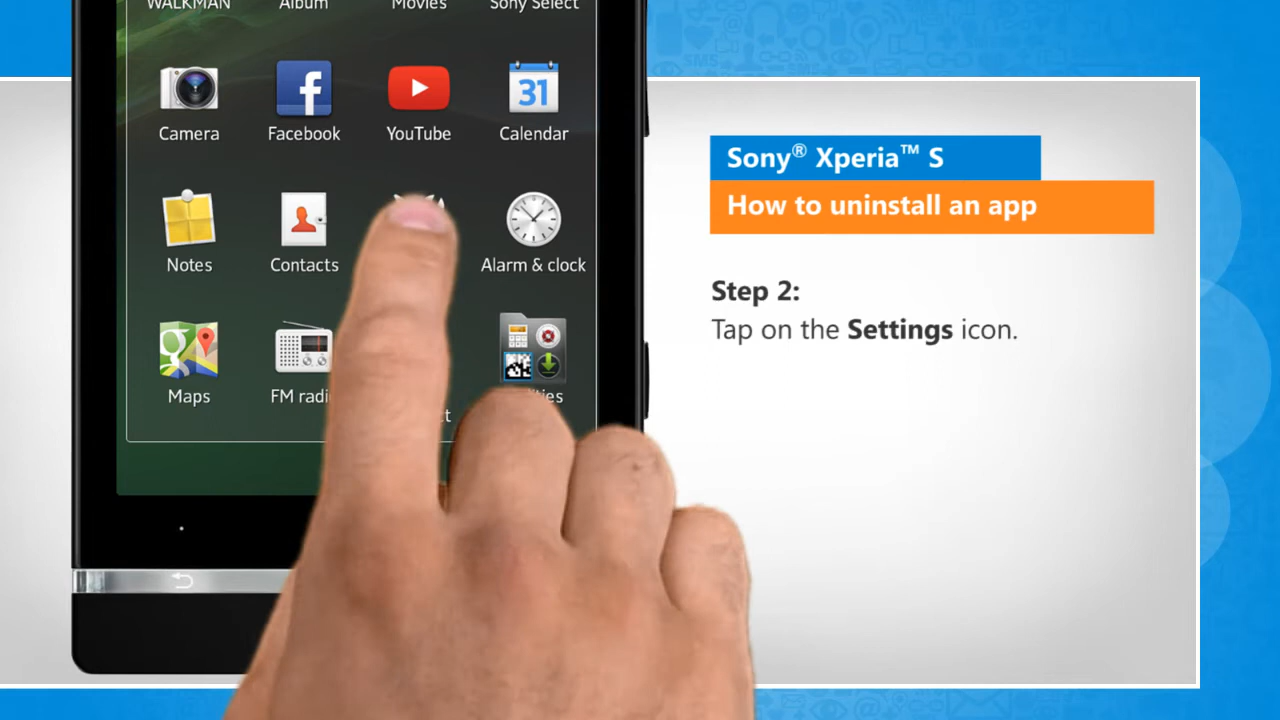 WALKMAN Album Movies Sony Select
Camera Facebook YouTube Calendar
31
Notes Contacts Alarm & clock
Maps
Sony® Xperia™ S
How to uninstall an app
Step 2:
Tap on the Settings icon.